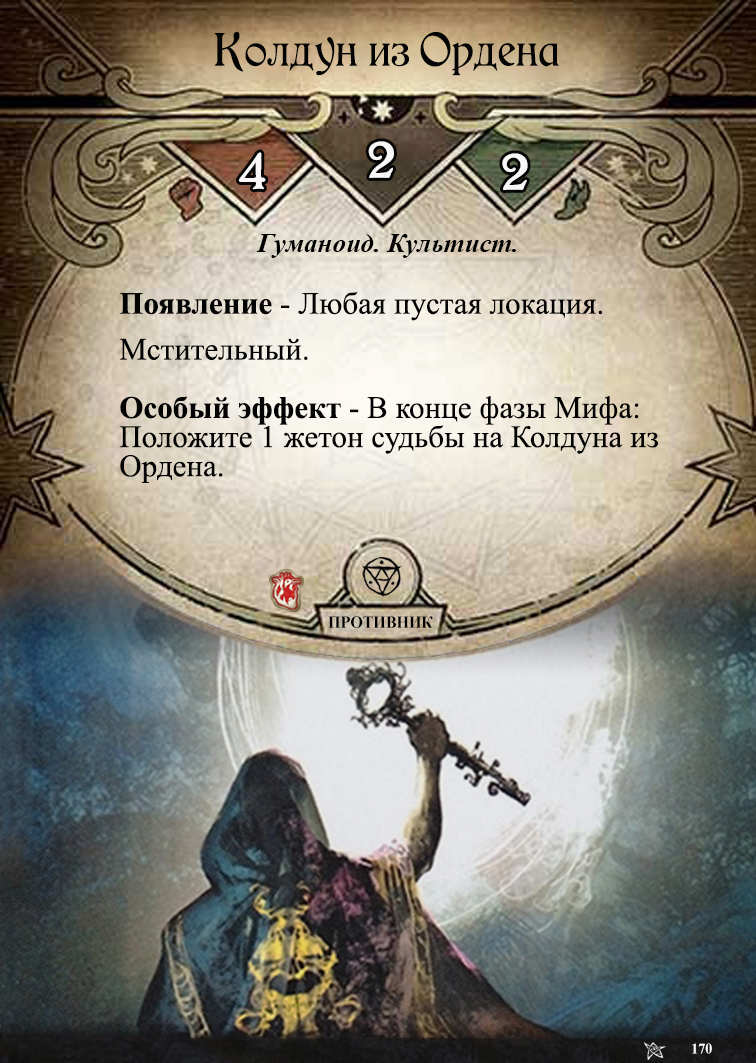 Колдун из Ордена
4 2 2
Гуманоид. Культист.
Появление - Любая пустая локация.
Мстительный.
Особый эффект - В конце фазы Мифа:
Положите 1 жетон судьбы на Колдуна из
Ордена.
ПРОТИВНИК
170